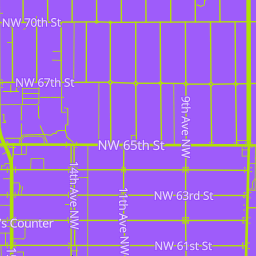 NW 70th St
NW 67th St
9th Ave NW
NW 65th St
14th Ave NW
11th Ave NW
NW 63rd St
's Counter
NW 61st St